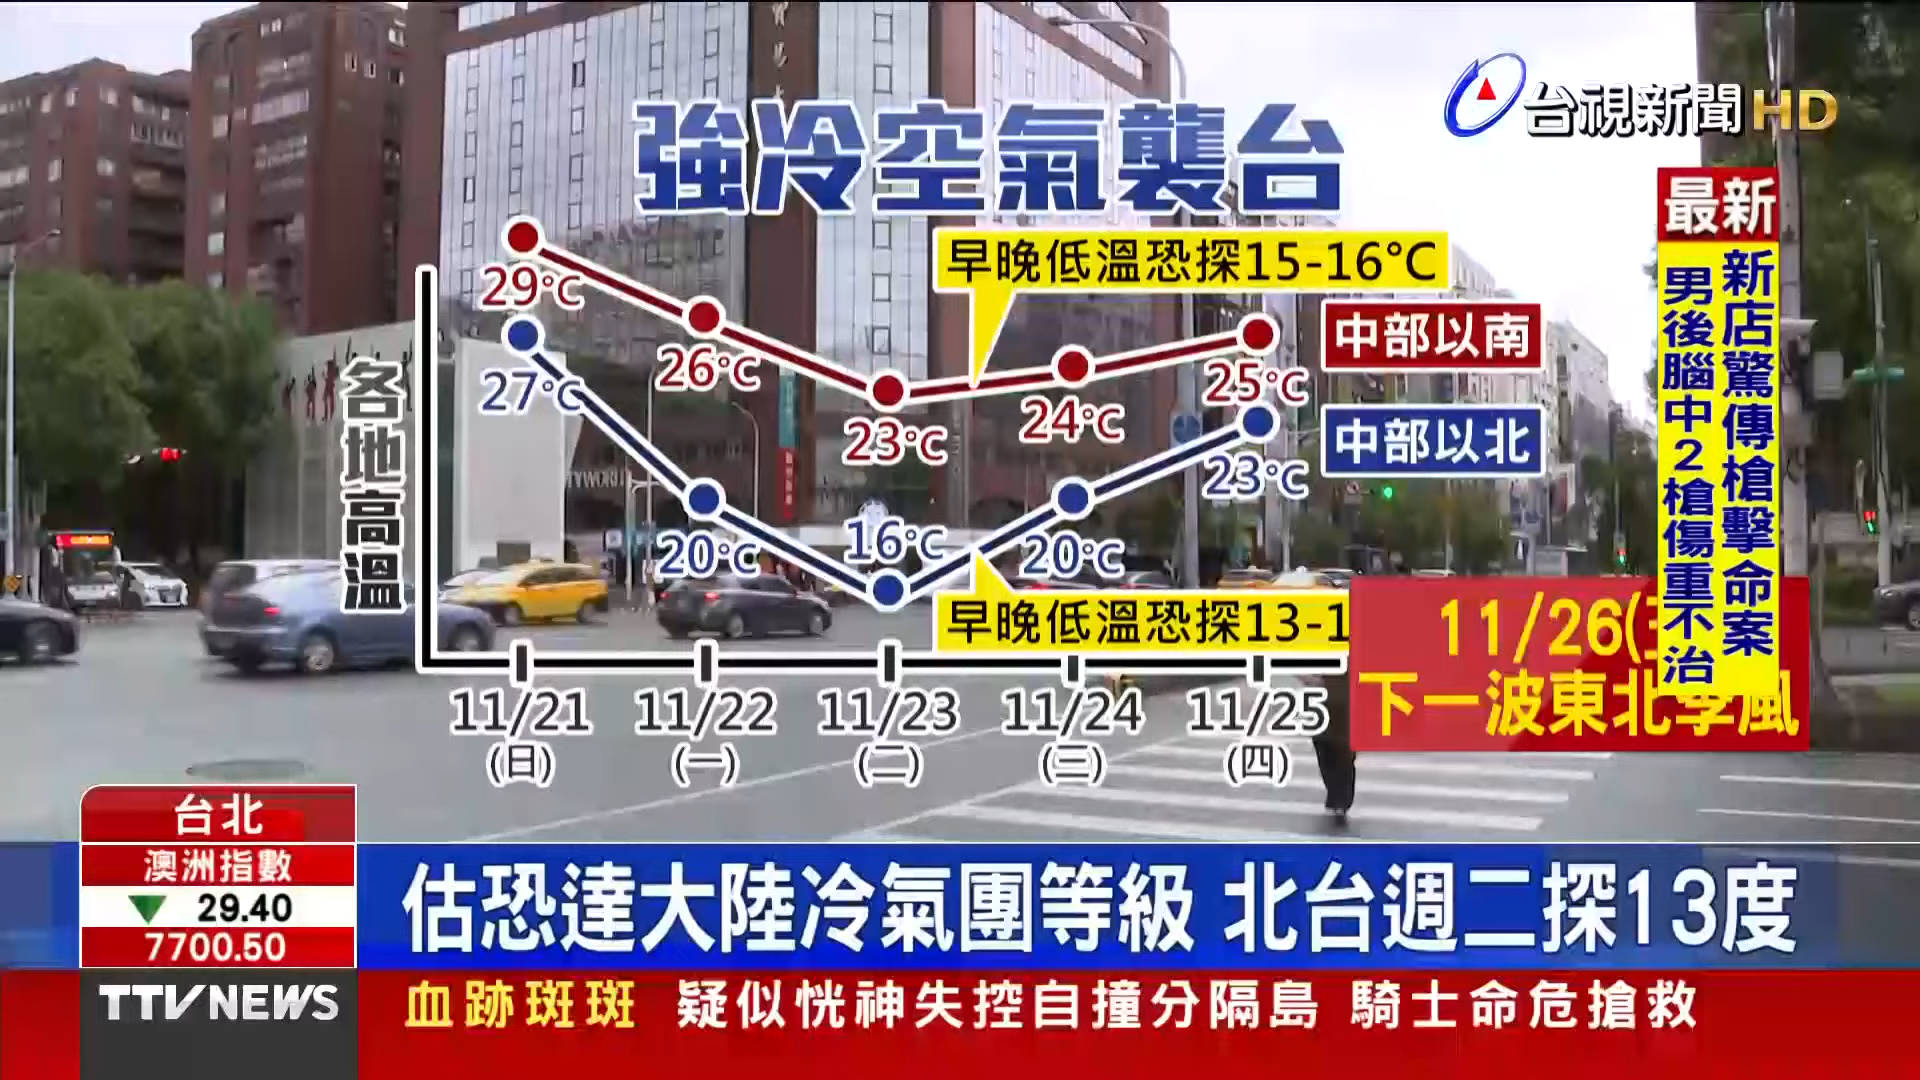 強冷空氣襲台
台視新聞HD
最新
新店驚傳槍擊命案
男後腦中2槍傷重不治
早晚低溫恐探15-16°C
29°C
26°C
23°C
24°C
25°C
中部以南
27°C
20°C
16°C
20°C
23°C
中部以北
各地高溫
早晚低溫恐探13-1
11/21
(日)
11/22
(一)
11/23
(二)
11/24
(三)
11/25
(四)
11/26(
下一波東北季風
台北
澳洲指數
▼ 29.40
7700.50
估恐達大陸冷氣團等級 北台週二探13度
TTV NEWS
血跡斑斑 疑似恍神失控自撞分隔島 騎士命危搶救